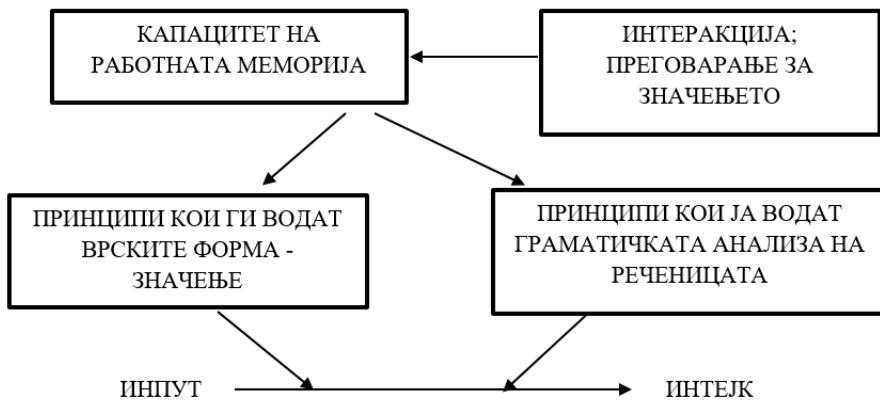 КАПАЦИТЕТ НА
РАБОТНАТА МЕМОРИЈА
ИНТЕРАКЦИЈА;
ПРЕГОВАРАЊЕ ЗА
ЗНАЧЕЊЕТО
ПРИНЦИПИ КОИ ГИ ВОДАТ
ВРСКИТЕ ФОРМА -
ЗНАЧЕЊЕ
ПРИНЦИПИ КОИ ЈА ВОДАТ
ГРАМАТИЧКАТА АНАЛИЗА НА
РЕЧЕНИЦАТА
ИНПУТ
ИНТЕЈК